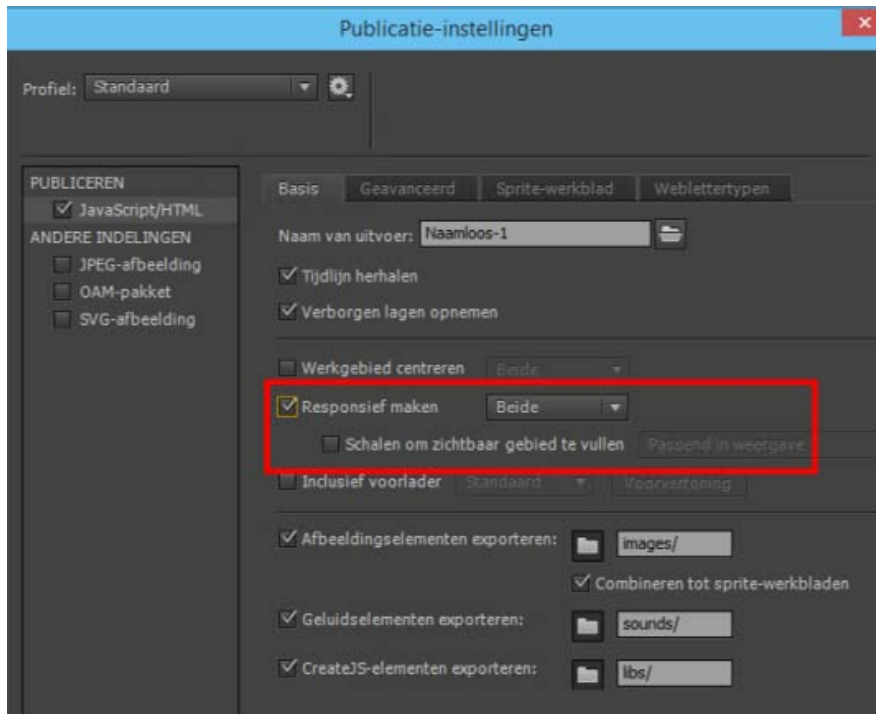 Publicatie-instellingen
Profiel: Standaard
PUBLICEREN
JavaScript/HTML
ANDERE INDELINGEN
JPEG-afbeelding
OAM-pakket
SVG-afbeelding
Basis Geavanceerd Sprite-werkblad Weblettertypen
Naam van uitvoer: Naamloos-1
Tijdlijn herhalen
Verborgen lagen opnemen
Werkgebied centreren Beide
Responsief maken Beide
Schalen om zichtbaar gebied te vullen Passend in weergave
Inclusief voorlader Standaard Voorvertoning
Afbeeldingselementen exporteren: images/
Combineren tot sprite-werkbladen
Geluidselementen exporteren: sounds/
CreateJS-elementen exporteren: libs/